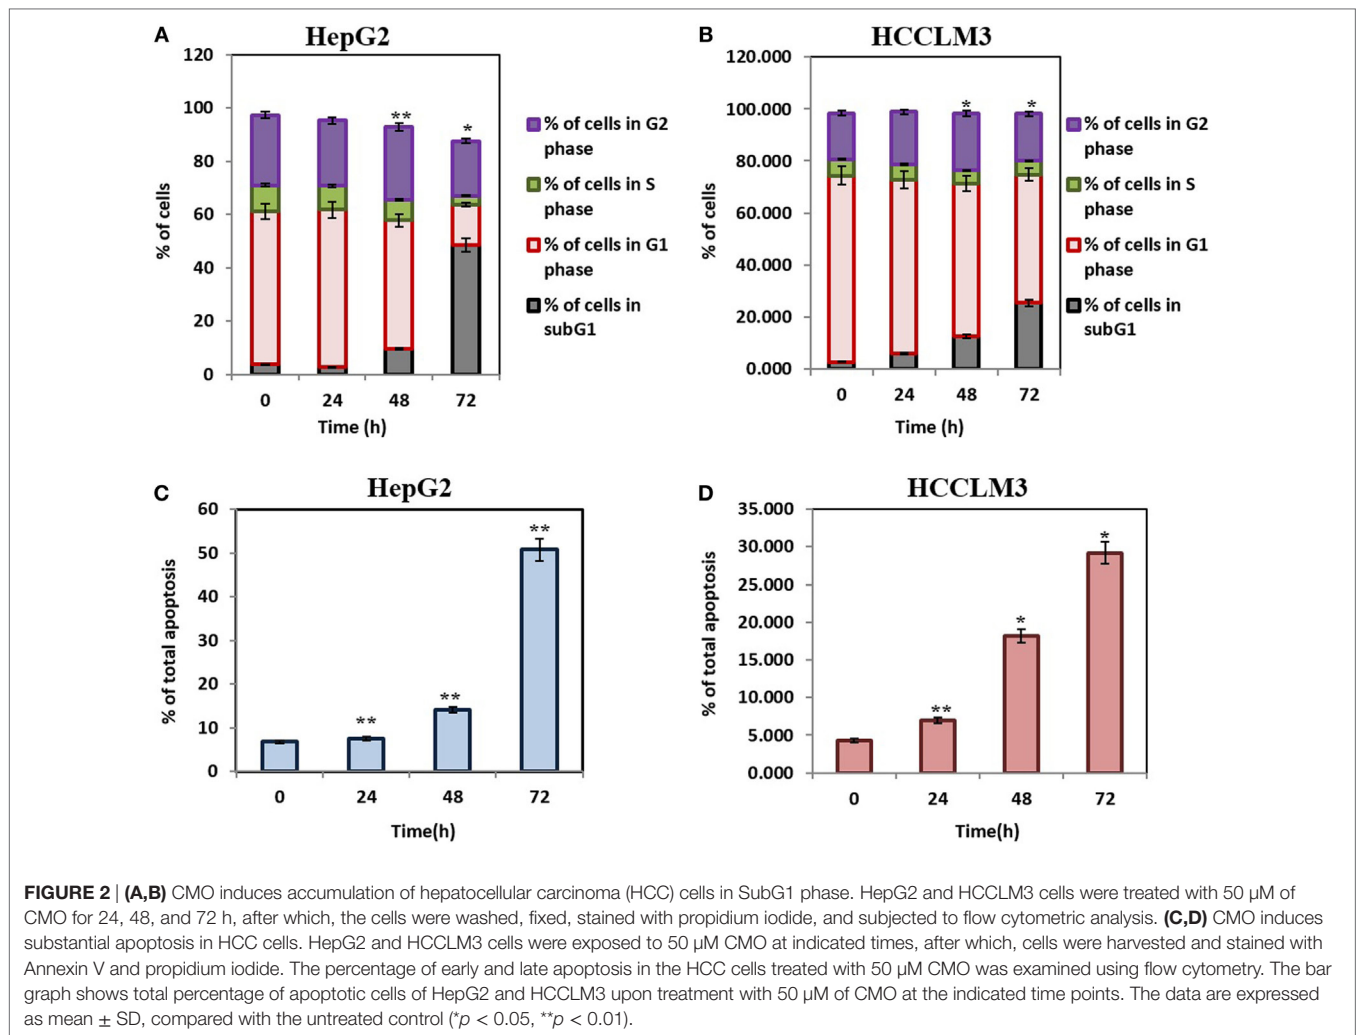 A
HepG2
120
100
80
60
40
20
0
% of cells
**
*
0 24 48 72
Time (h)
% of cells in G2
phase
% of cells in S
phase
% of cells in G1
phase
% of cells in
subG1
B
HCCLM3
120.000
100.000
80.000
60.000
40.000
20.000
0.000
% of cells
*
*
0 24 48 72
Time (h)
% of cells in G2
phase
% of cells in S
phase
% of cells in G1
phase
% of cells in
subG1
C
HepG2
60
50
40
30
20
10
0
% of total apoptosis
**
**
**
0 24 48 72
Time(h)
D
HCCLM3
35.000
30.000
25.000
20.000
15.000
10.000
5.000
0.000
% of total apoptosis
**
*
*
0 24 48 72
Time(h)
FIGURE 2 | (A,B) CMO induces accumulation of hepatocellular carcinoma (HCC) cells in SubG1 phase. HepG2 and HCCLM3 cells were treated with 50 µM of
CMO for 24, 48, and 72 h, after which, the cells were washed, fixed, stained with propidium iodide, and subjected to flow cytometric analysis. (C,D) CMO induces
substantial apoptosis in HCC cells. HepG2 and HCCLM3 cells were exposed to 50 µM CMO at indicated times, after which, cells were harvested and stained with
Annexin V and propidium iodide. The percentage of early and late apoptosis in the HCC cells treated with 50 µM CMO was examined using flow cytometry. The bar
graph shows total percentage of apoptotic cells of HepG2 and HCCLM3 upon treatment with 50 µM of CMO at the indicated time points. The data are expressed
as mean ± SD, compared with the untreated control (*p < 0.05, **p < 0.01).